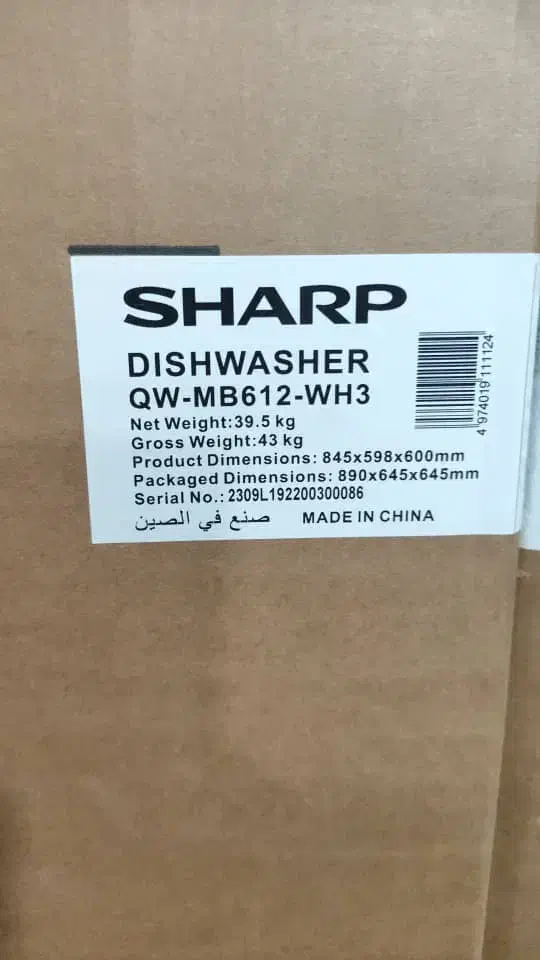 SHARP
DISHWASHER
QW-MB612-WH3
Net Weight:39.5 kg
Gross Weight:43 kg
Product Dimensions: 845x598x600mm
Packaged Dimensions: 890x645x645mm
Serial No.: 2309L192200300086
صنع في الصين MADE IN CHINA
4 974019 111124